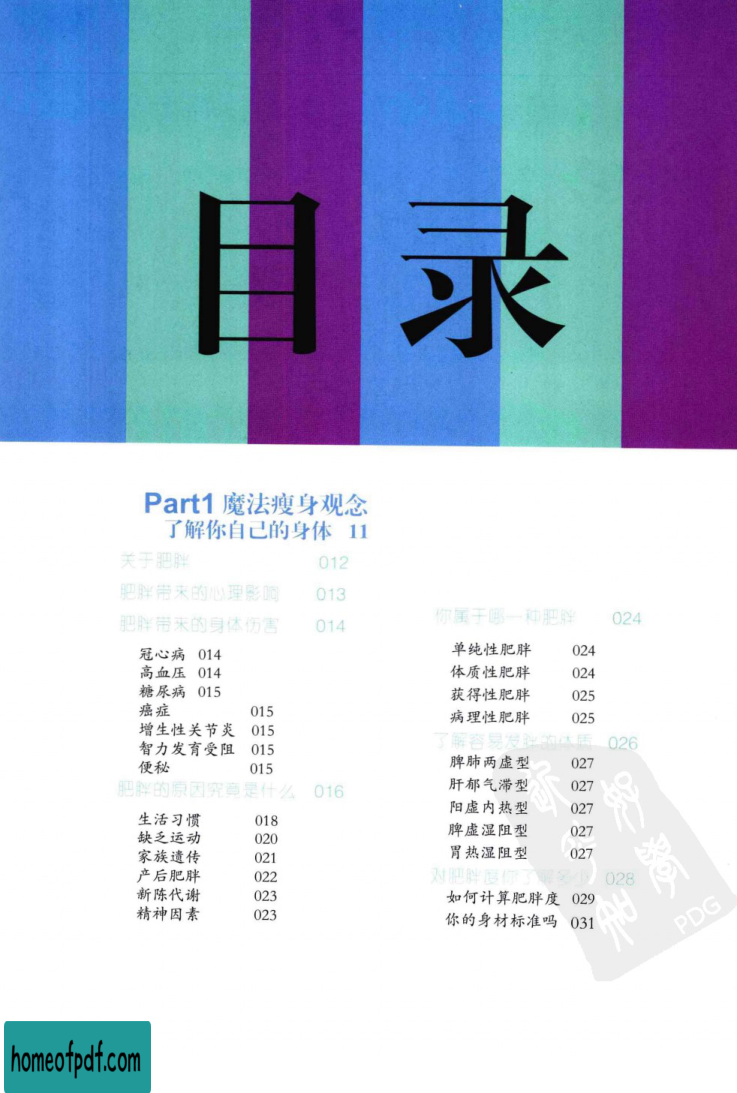 目录
Part1 魔法瘦身观念
了解你自己的身体 11
关于肥胖 012
肥胖带来的心理影响 013
肥胖带来的身体伤害 014
冠心病 014
高血压 014
糖尿病 015
癌症 015
增生性关节炎 015
智力发育受阻 015
便秘 015
肥胖的原因究竟是什么 016
生活习惯 018
缺乏运动 020
家族遗传 021
产后肥胖 022
新陈代谢 023
精神因素 023
你属于哪一种肥胖 024
单纯性肥胖 024
体质性肥胖 024
获得性肥胖 025
病理性肥胖 025
了解容易发胖的体质 026
脾肺两虚型 027
肝郁气滞型 027
阳虚内热型 027
脾虚湿阻型 027
胃热湿阻型 027
对肥胖度你了解多少 028
如何计算肥胖度 029
你的身材标准吗 031
PDG
homeofpdf.com